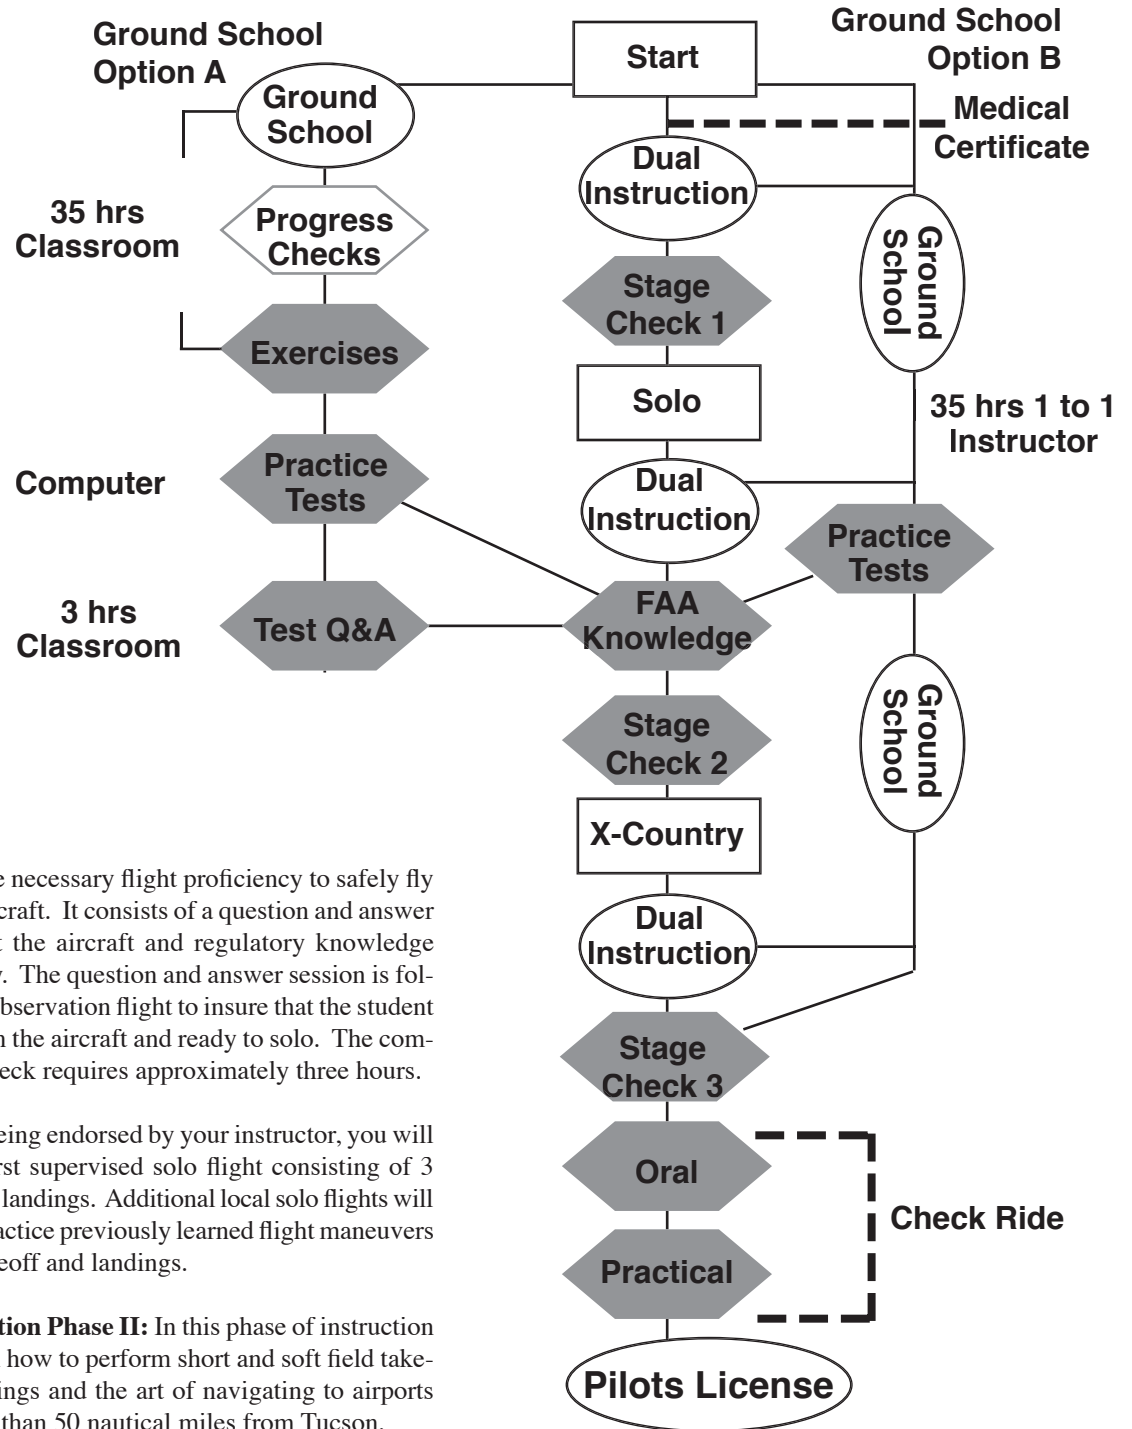 Ground School
Option A
Start
Ground School
Option B
Ground
School
Medical
Certificate
Dual
Instruction
35 hrs
Classroom
Progress
Checks
Ground
School
Stage
Check 1
Exercises
Solo
35 hrs 1 to 1
Instructor
Computer
Practice
Tests
Dual
Instruction
Practice
Tests
3 hrs
Classroom
Test Q&A
FAA
Knowledge
Stage
Check 2
Ground
School
X-Country
Dual
Instruction
Stage
Check 3
Oral
Check Ride
Practical
Pilots License
necessary flight proficiency to safely fly
craft. It consists of a question and answer
the aircraft and regulatory knowledge
The question and answer session is fol-
bservation flight to insure that the student
the aircraft and ready to solo. The com-
eck requires approximately three hours.
eing endorsed by your instructor, you will
rst supervised solo flight consisting of 3
landings. Additional local solo flights will
actice previously learned flight maneuvers
eoff and landings.
tion Phase II: In this phase of instruction
how to perform short and soft field take-
ings and the art of navigating to airports
than 50 nautical miles from Tucson.